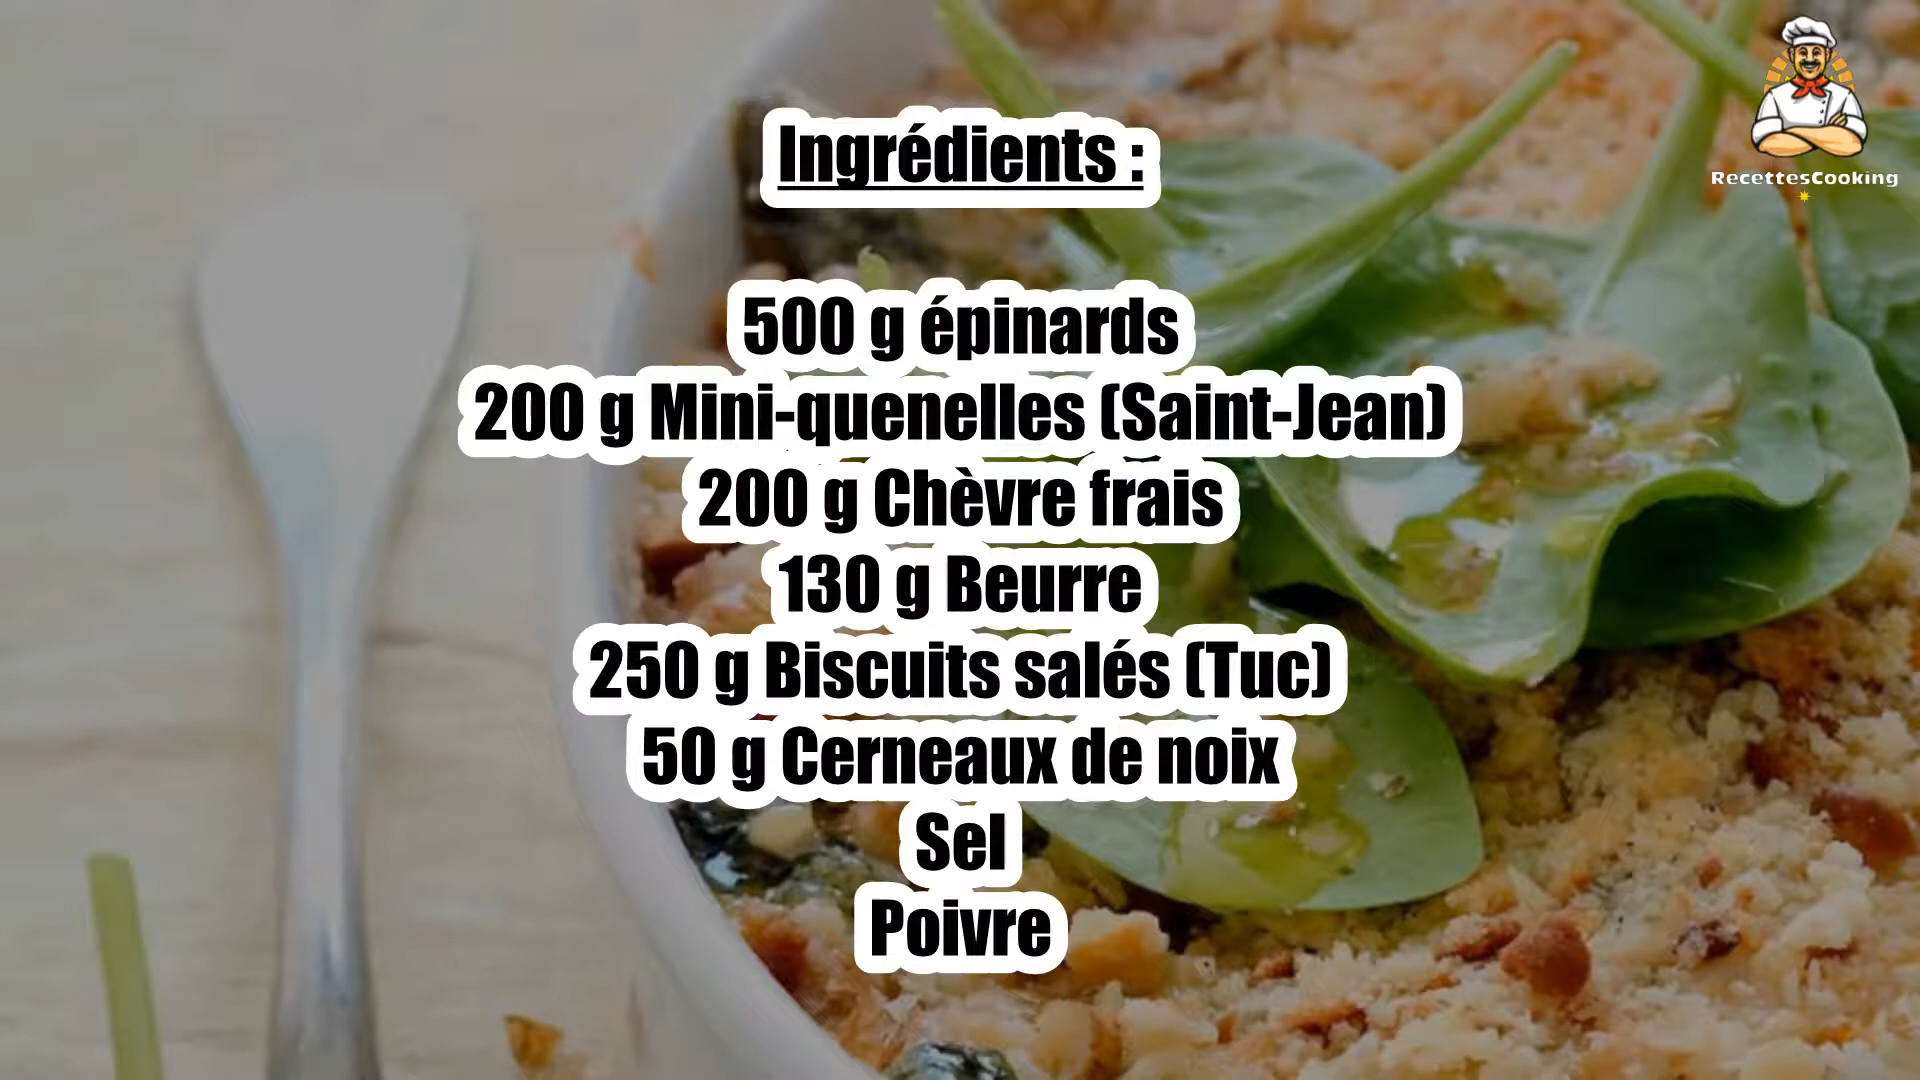 RecettesCooking
Ingrédients :
500 g épinards
200 g Mini-quenelles (Saint-Jean)
200 g Chèvre frais
130 g Beurre
250 g Biscuits salés (Tuc)
50 g Cerneaux de noix
Sel
Poivre